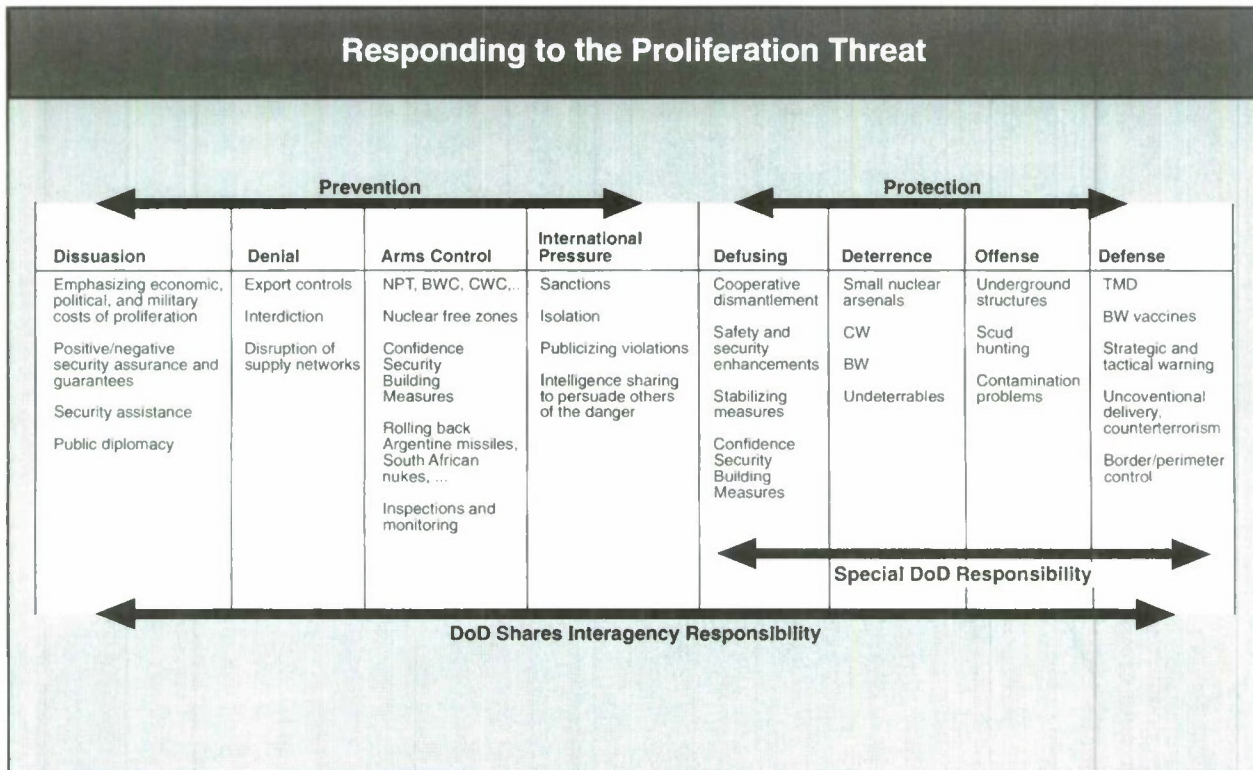 Responding to the Proliferation Threat
Prevention
Protection
Dissuasion
Emphasizing economic,
political, and military
costs of proliferation
Positive/negative
security assurance and
guarantees
Security assistance
Public diplomacy
Denial
Export controls
Interdiction
Disruption of
supply networks
Arms Control
NPT, BWC, CWC,..
Nuclear free zones
Confidence
Security
Building
Measures
Rolling back
Argentine missiles,
South African
nukes, ...
Inspections and
monitoring
International
Pressure
Sanctions
Isolation
Publicizing violations
Intelligence sharing
to persuade others
of the danger
Defusing
Cooperative
dismantlement
Safety and
security
enhancements
Stabilizing
measures
Confidence
Security
Building
Measures
Deterrence
Small nuclear
arsenals
CW
BW
Undeterrables
Offense
Underground
structures
Scud
hunting
Contamination
problems
Defense
TMD
BW vaccines
Strategic and
tactical warning
Uncoventional
delivery,
counterterrorism
Border/perimeter
control
Special DoD Responsibility
DoD Shares Interagency Responsibility